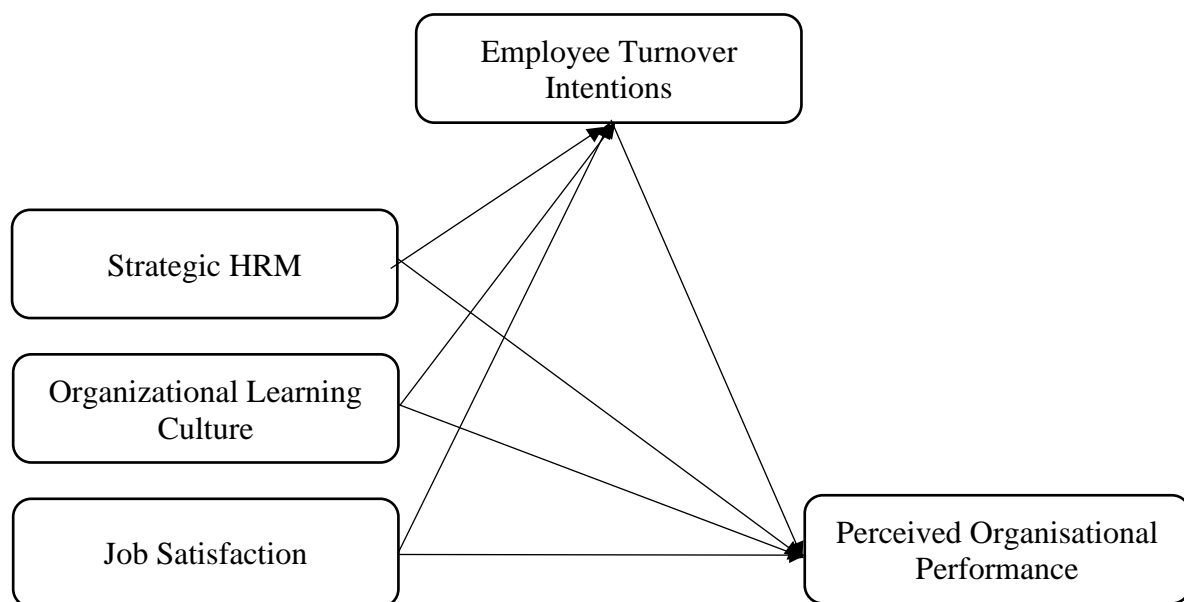 Employee Turnover
Intentions
Strategic HRM
Organizational Learning
Culture
Job Satisfaction
Perceived Organisational
Performance